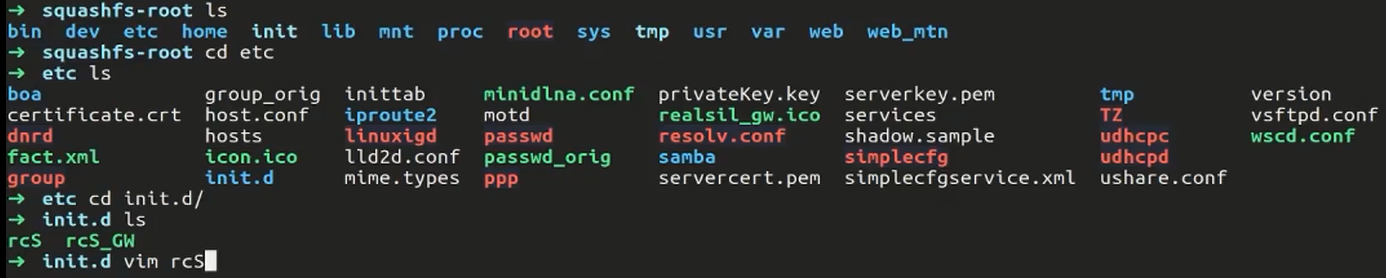 ➜ squashfs-root ls
bin dev etc home init lib mnt proc root sys tmp usr var web web_mtn
➜ squashfs-root cd etc
➜ etc ls
boa group_orig inittab minidlna.conf privateKey.key serverkey.pem tmp version
certificate.crt host.conf iproute2 motd realsil_gw.ico services TZ vsftpd.conf
dnrd hosts linuxigd passwd resolv.conf shadow.sample udhcpc wscd.conf
fact.xml icon.ico lld2d.conf passwd_orig samba simplecfg udhcpd
group init.d mime.types ppp servercert.pem simplecfgservice.xml ushare.conf
➜ etc cd init.d/
➜ init.d ls
rcS rcS_GW
➜ init.d vim rcS